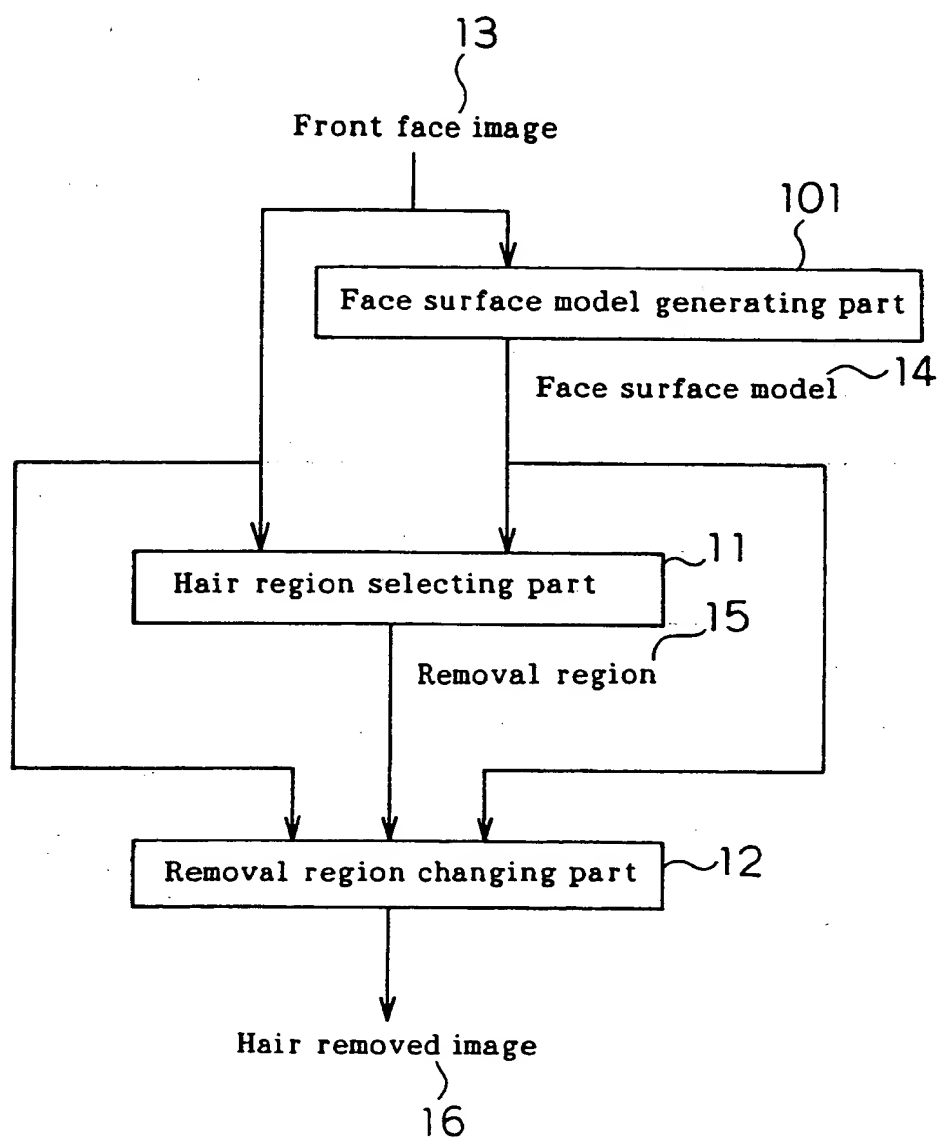 13
Front face image
101
Face surface model generating part
Face surface model 14
11
Hair region selecting part
15
Removal region
Removal region changing part 12
Hair removed image
16